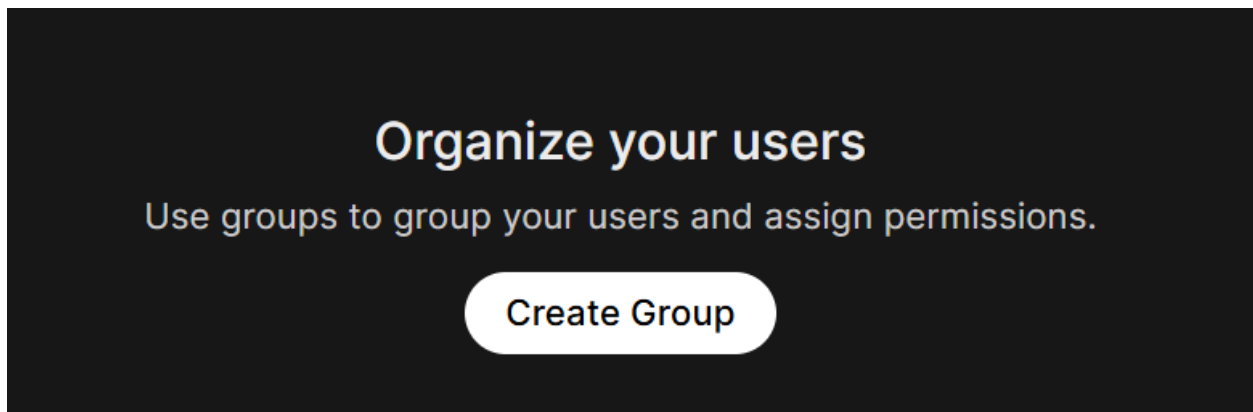 Organize your users
Use groups to group your users and assign permissions.
Create Group